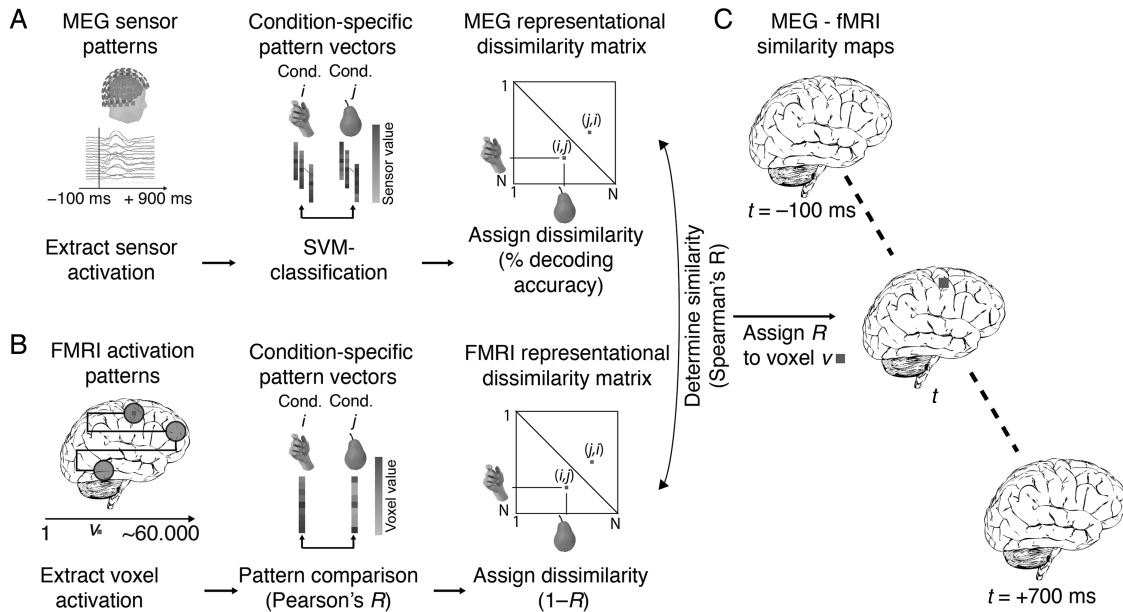 A
MEG sensor
patterns
Condition-specific
pattern vectors
MEG representational
dissimilarity matrix
Cond. Cond.
i j
Sensor value
1
(j,i)
(i,j)
N
1 N
−100 ms + 900 ms
Extract sensor
activation
SVM-
classification
Assign dissimilarity
(% decoding
accuracy)
B
FMRI activation
patterns
Condition-specific
pattern vectors
FMRI representational
dissimilarity matrix
Cond. Cond.
i j
Voxel value
1
(j,i)
(i,j)
N
1 N
1 v ~60.000
Extract voxel
activation
Pattern comparison
(Pearson's R)
Assign dissimilarity
(1−R)
Determine similarity
(Spearman's R)
C
MEG - fMRI
similarity maps
t = −100 ms
Assign R
to voxel v
t
t = +700 ms